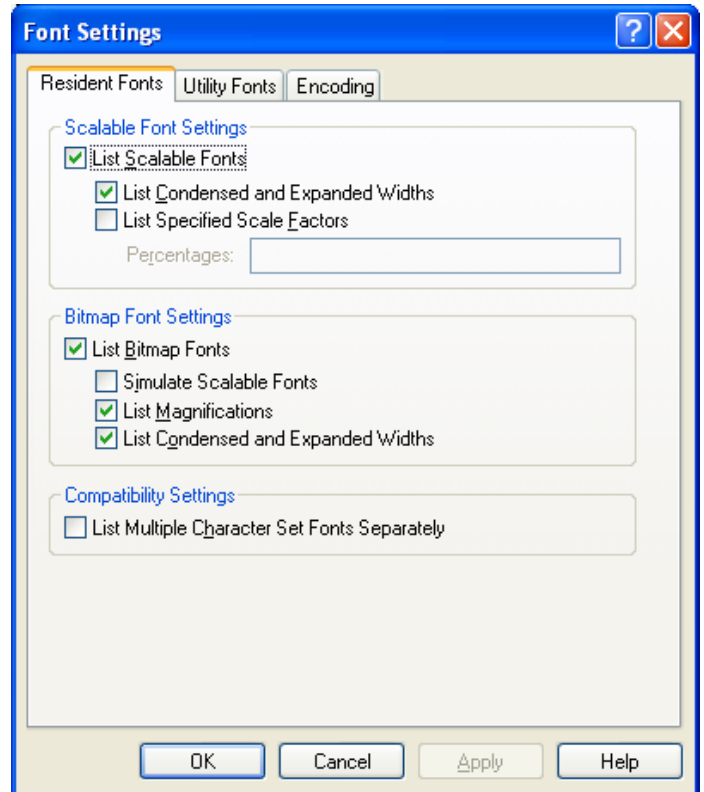 Font Settings
Resident Fonts Utility Fonts Encoding
Scalable Font Settings
List Scalable Fonts
List Condensed and Expanded Widths
List Specified Scale Factors
Percentages:
Bitmap Font Settings
List Bitmap Fonts
Simulate Scalable Fonts
List Magnifications
List Condensed and Expanded Widths
Compatibility Settings
List Multiple Character Set Fonts Separately
OK Cancel Apply Help